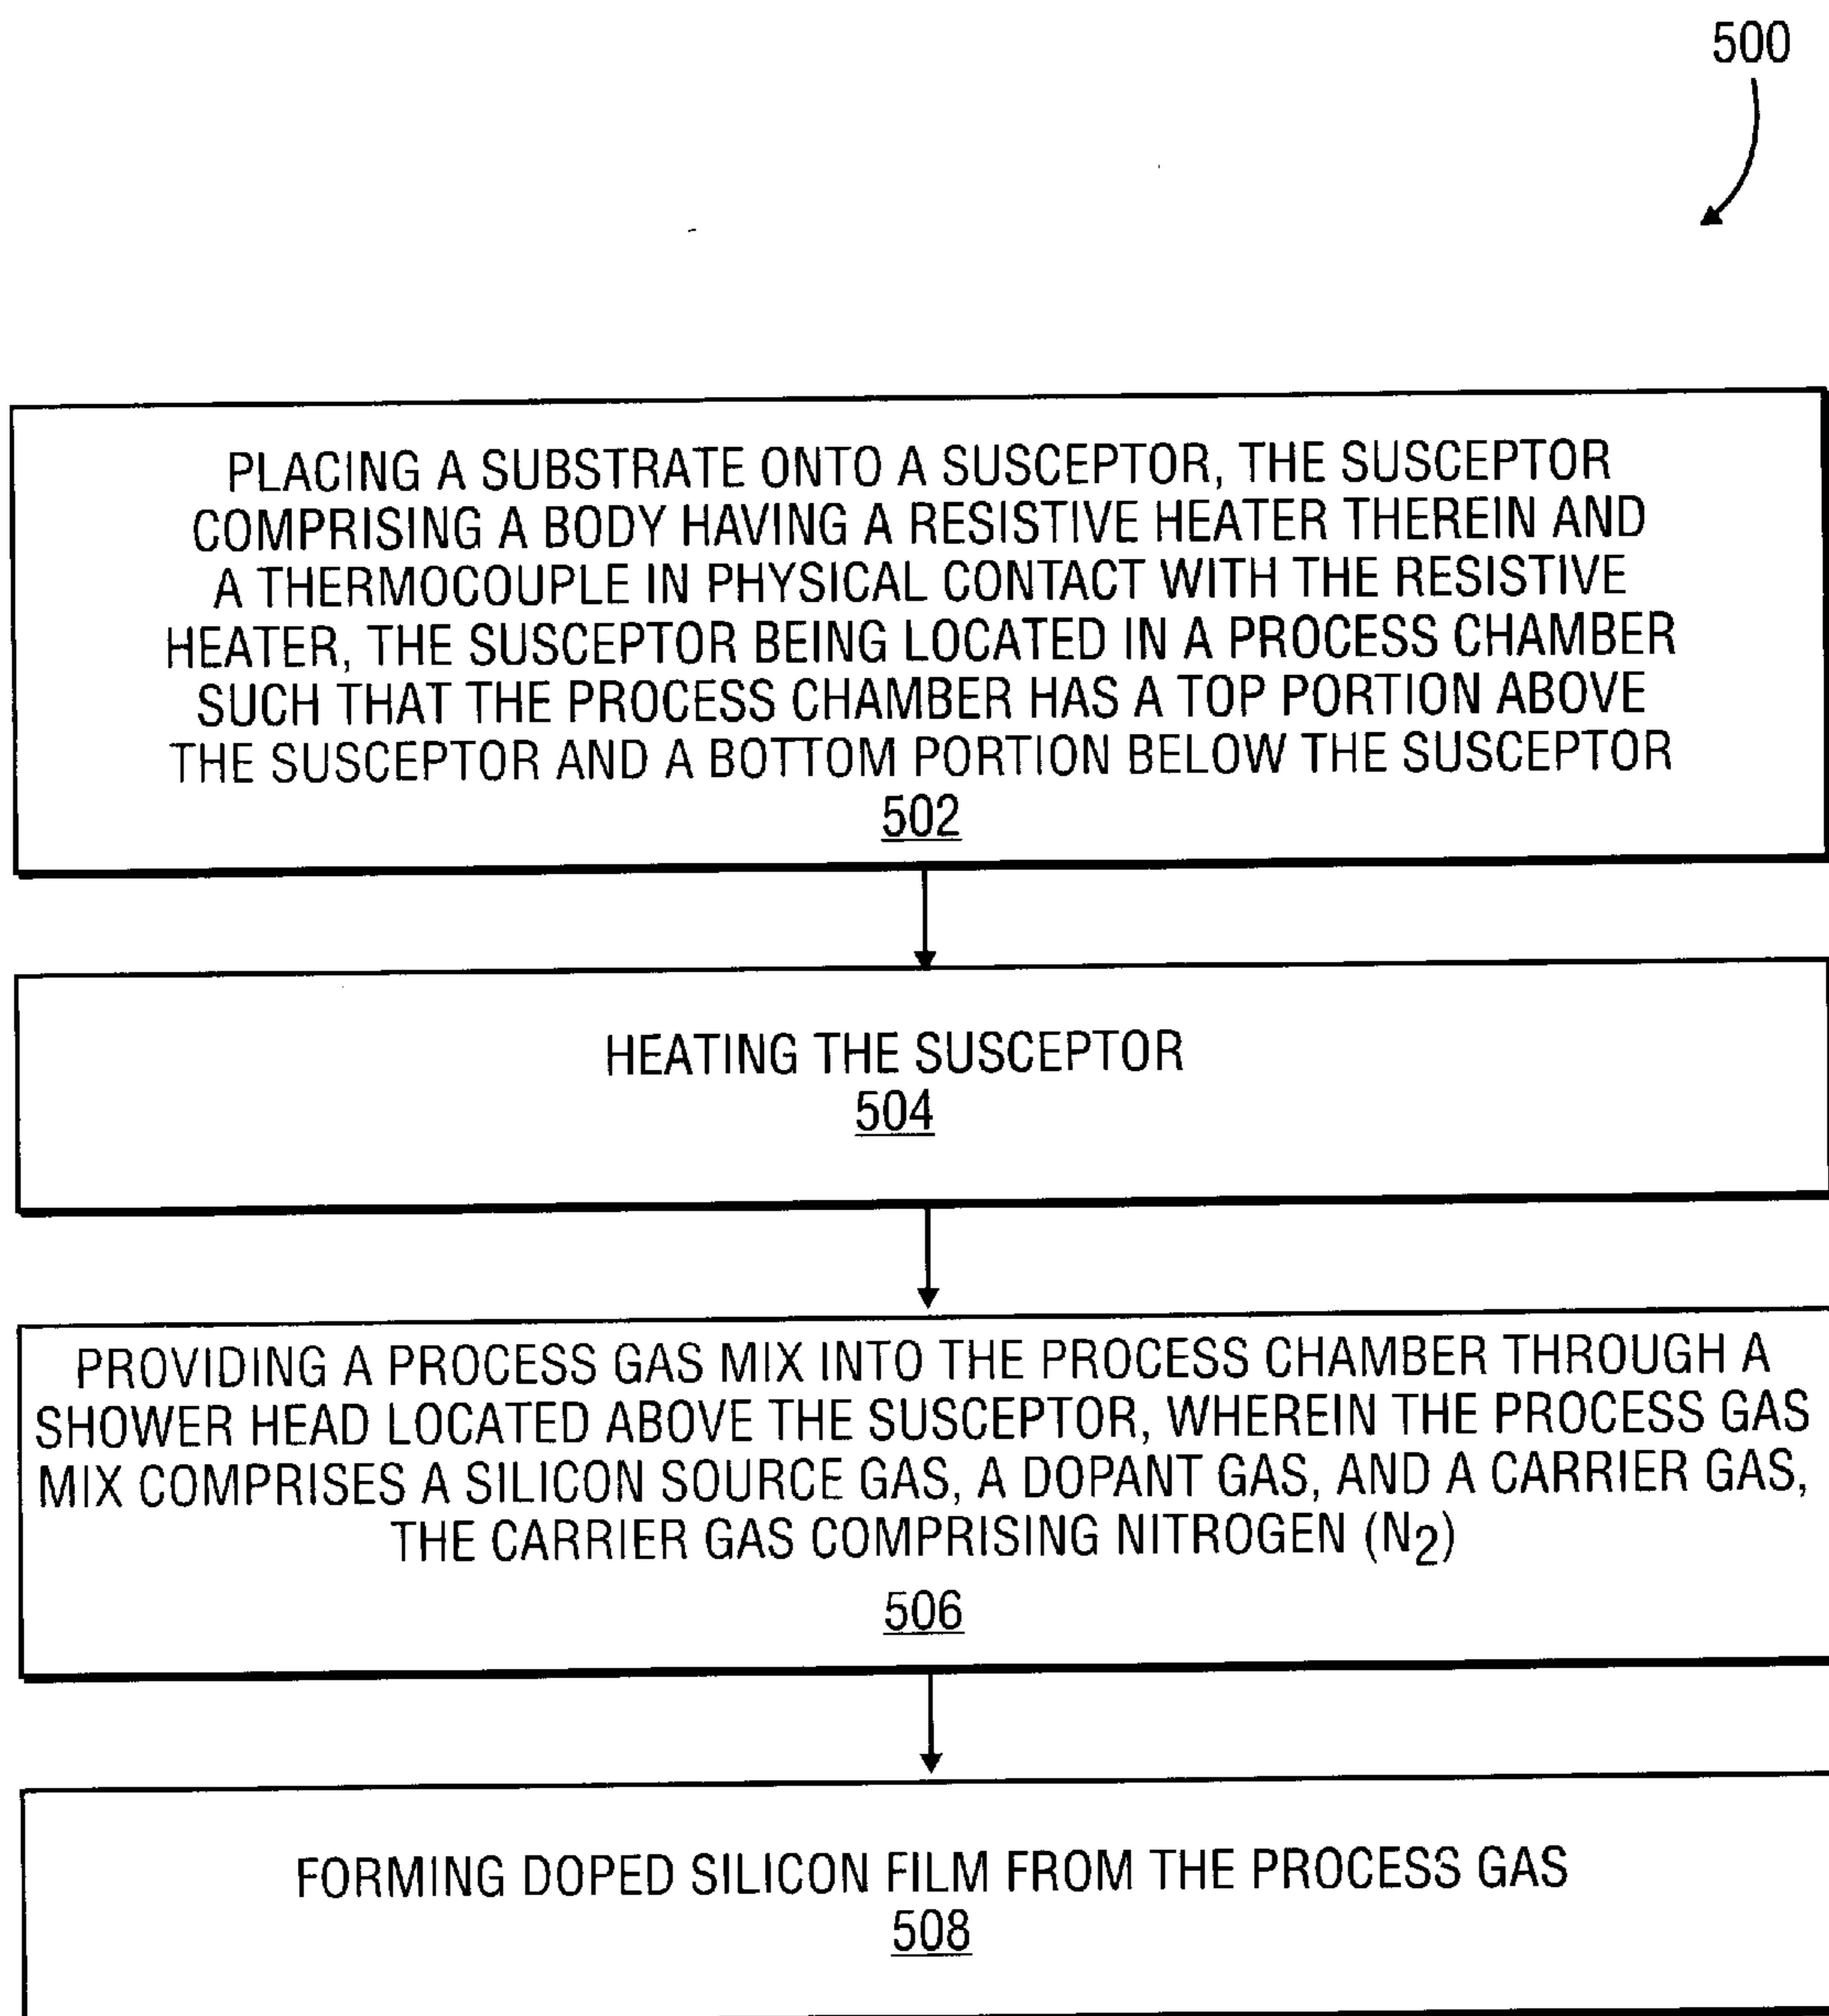 500
PLACING A SUBSTRATE ONTO A SUSCEPTOR, THE SUSCEPTOR
COMPRISING A BODY HAVING A RESISTIVE HEATER THEREIN AND
A THERMOCOUPLE IN PHYSICAL CONTACT WITH THE RESISTIVE
HEATER, THE SUSCEPTOR BEING LOCATED IN A PROCESS CHAMBER
SUCH THAT THE PROCESS CHAMBER HAS A TOP PORTION ABOVE
THE SUSCEPTOR AND A BOTTOM PORTION BELOW THE SUSCEPTOR
502
HEATING THE SUSCEPTOR
504
PROVIDING A PROCESS GAS MIX INTO THE PROCESS CHAMBER THROUGH A
SHOWER HEAD LOCATED ABOVE THE SUSCEPTOR, WHEREIN THE PROCESS GAS
MIX COMPRISES A SILICON SOURCE GAS, A DOPANT GAS, AND A CARRIER GAS,
THE CARRIER GAS COMPRISING NITROGEN (N2)
506
FORMING DOPED SILICON FILM FROM THE PROCESS GAS
508